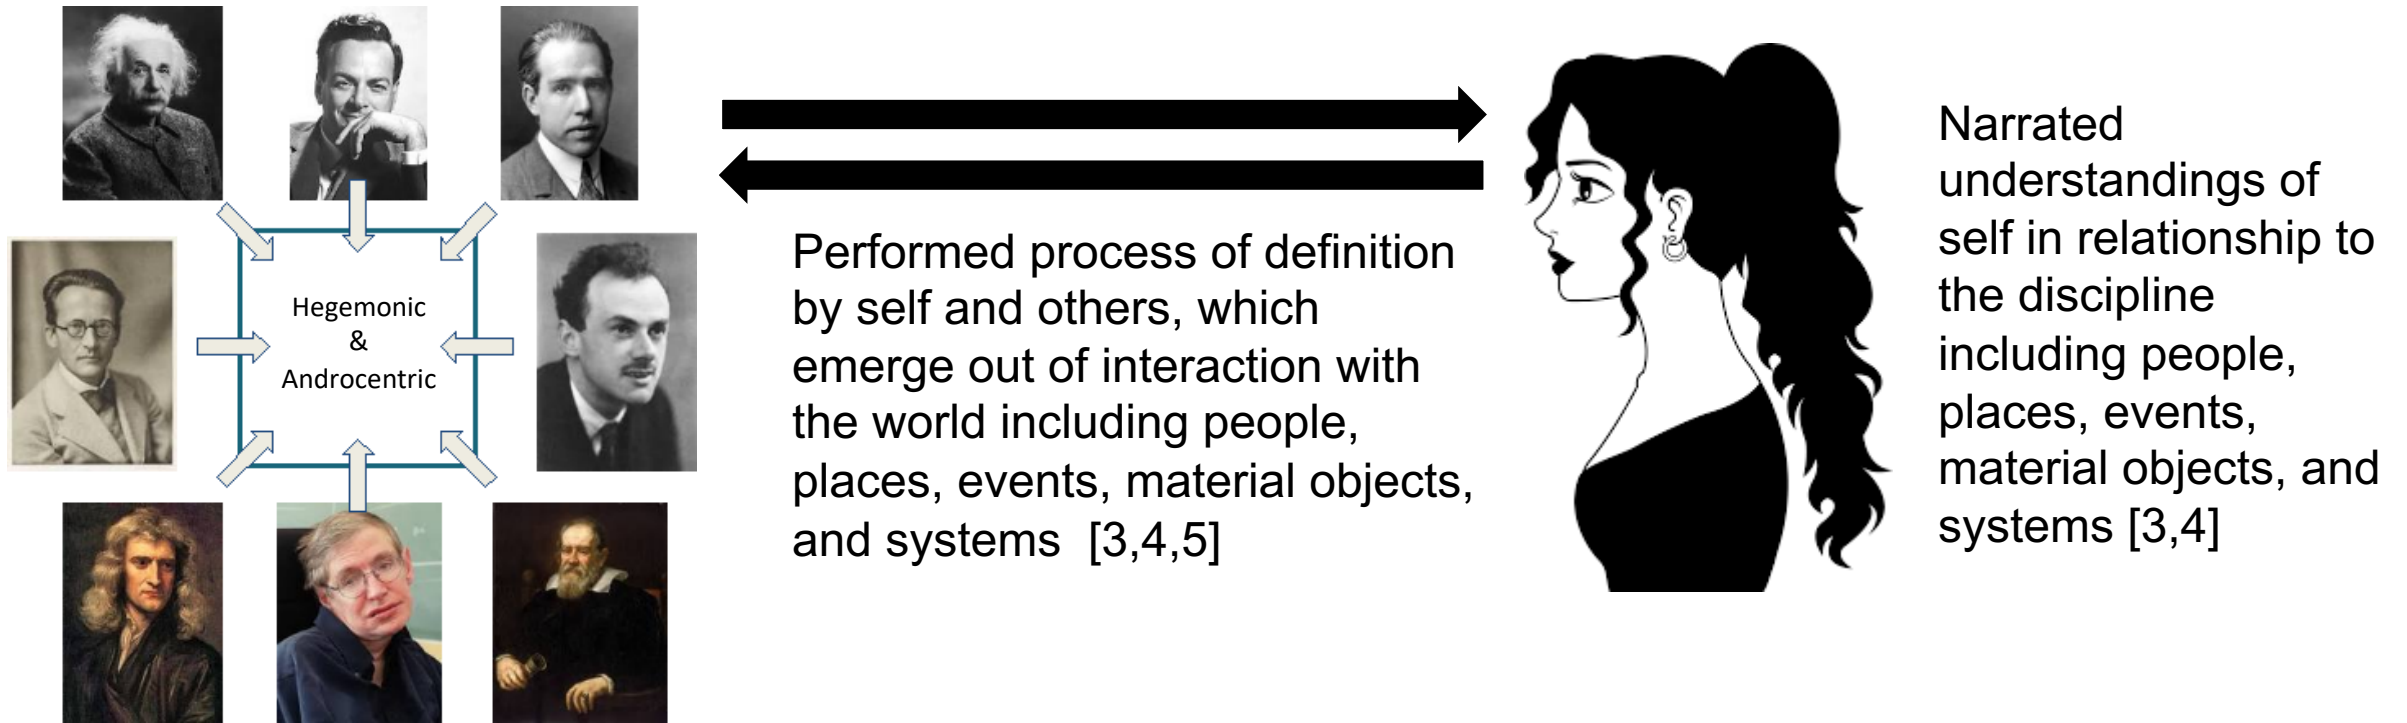 Hegemonic
&
Androcentric
Performed process of definition
by self and others, which
emerge out of interaction with
the world including people,
places, events, material objects,
and systems [3,4,5]
Narrated
understandings of
self in relationship to
the discipline
including people,
places, events,
material objects, and
systems [3,4]